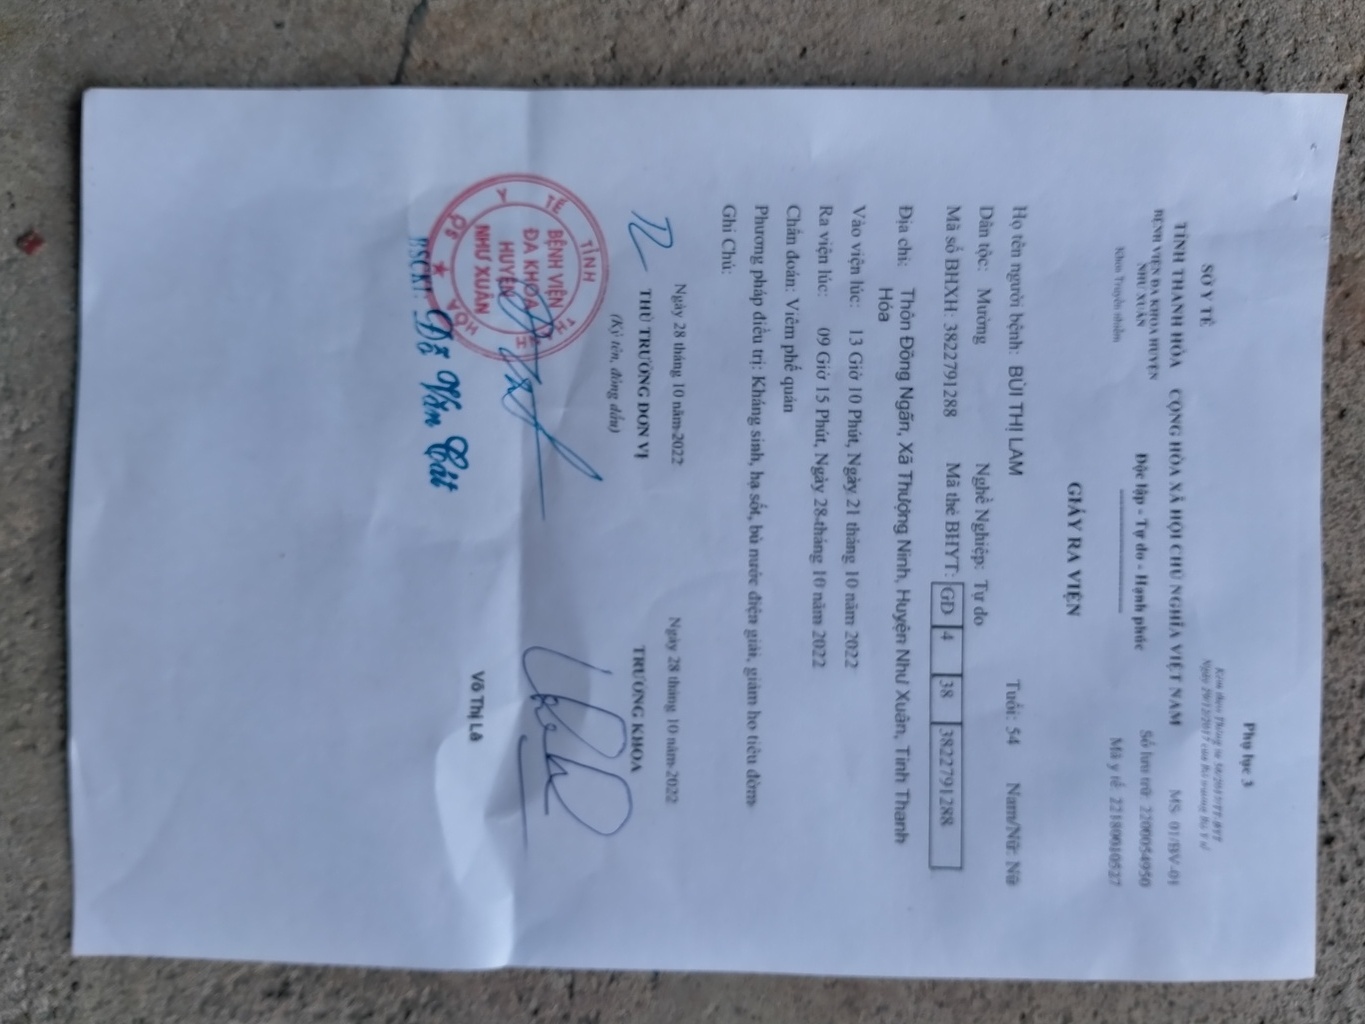 Phụ lục 3
Kèm theo Thông tư 56/2017/TT-BYT
Ngày 29/12/2017 của Bộ trưởng Bộ Y tế
SỞ Y TẾ
TỈNH THANH HÓA
BỆNH VIỆN ĐA KHOA HUYỆN
NHƯ XUÂN
Khoa Truyền nhiễm
CỘNG HÒA XÃ HỘI CHỦ NGHĨA VIỆT NAM
Độc lập - Tự do - Hạnh phúc
MS: 01/BV-01
Số lưu trữ: 2200054950
Mã y tế: 22180010527
GIẤY RA VIỆN
Họ tên người bệnh: BÙI THỊ LAM Tuổi: 54 Nam/Nữ: Nữ
Dân tộc: Mường Nghề Nghiệp: Tự do
Mã số BHXH: 3822791288 Mã thẻ BHYT: GD 4 38 3822791288
Địa chỉ: Thôn Đồng Ngấn, Xã Thượng Ninh, Huyện Như Xuân, Tỉnh Thanh
Hóa
Vào viện lúc: 13 Giờ 10 Phút, Ngày 21 tháng 10 năm 2022
Ra viện lúc: 09 Giờ 15 Phút, Ngày 28 tháng 10 năm 2022
Chẩn đoán: Viêm phế quản
Phương pháp điều trị: Kháng sinh, hạ sốt, bù nước điện giải, giảm ho tiêu đờm
Ghi Chú:
Ngày 28 tháng 10 năm 2022
THỦ TRƯỞNG ĐƠN VỊ
(Ký tên, đóng dấu)
SỞ Y TẾ TỈNH THANH HÓA
BỆNH VIỆN
ĐA KHOA
HUYỆN
NHƯ XUÂN
BSCKI: Đỗ Văn Cát
Ngày 28 tháng 10 năm 2022
TRƯỞNG KHOA
Võ Thị Lê